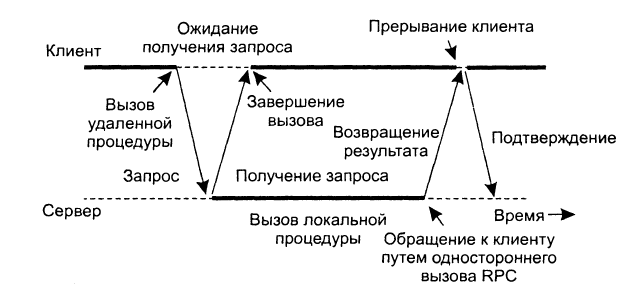 Ожидание
получения запроса
Прерывание клиента
Клиент
Вызов
удаленной
процедуры
Завершение
вызова
Возвращение
результата
Подтверждение
Запрос
Получение запроса
Сервер
Вызов локальной
процедуры
Время
Обращение к клиенту
путем одностороннего
вызова RPC